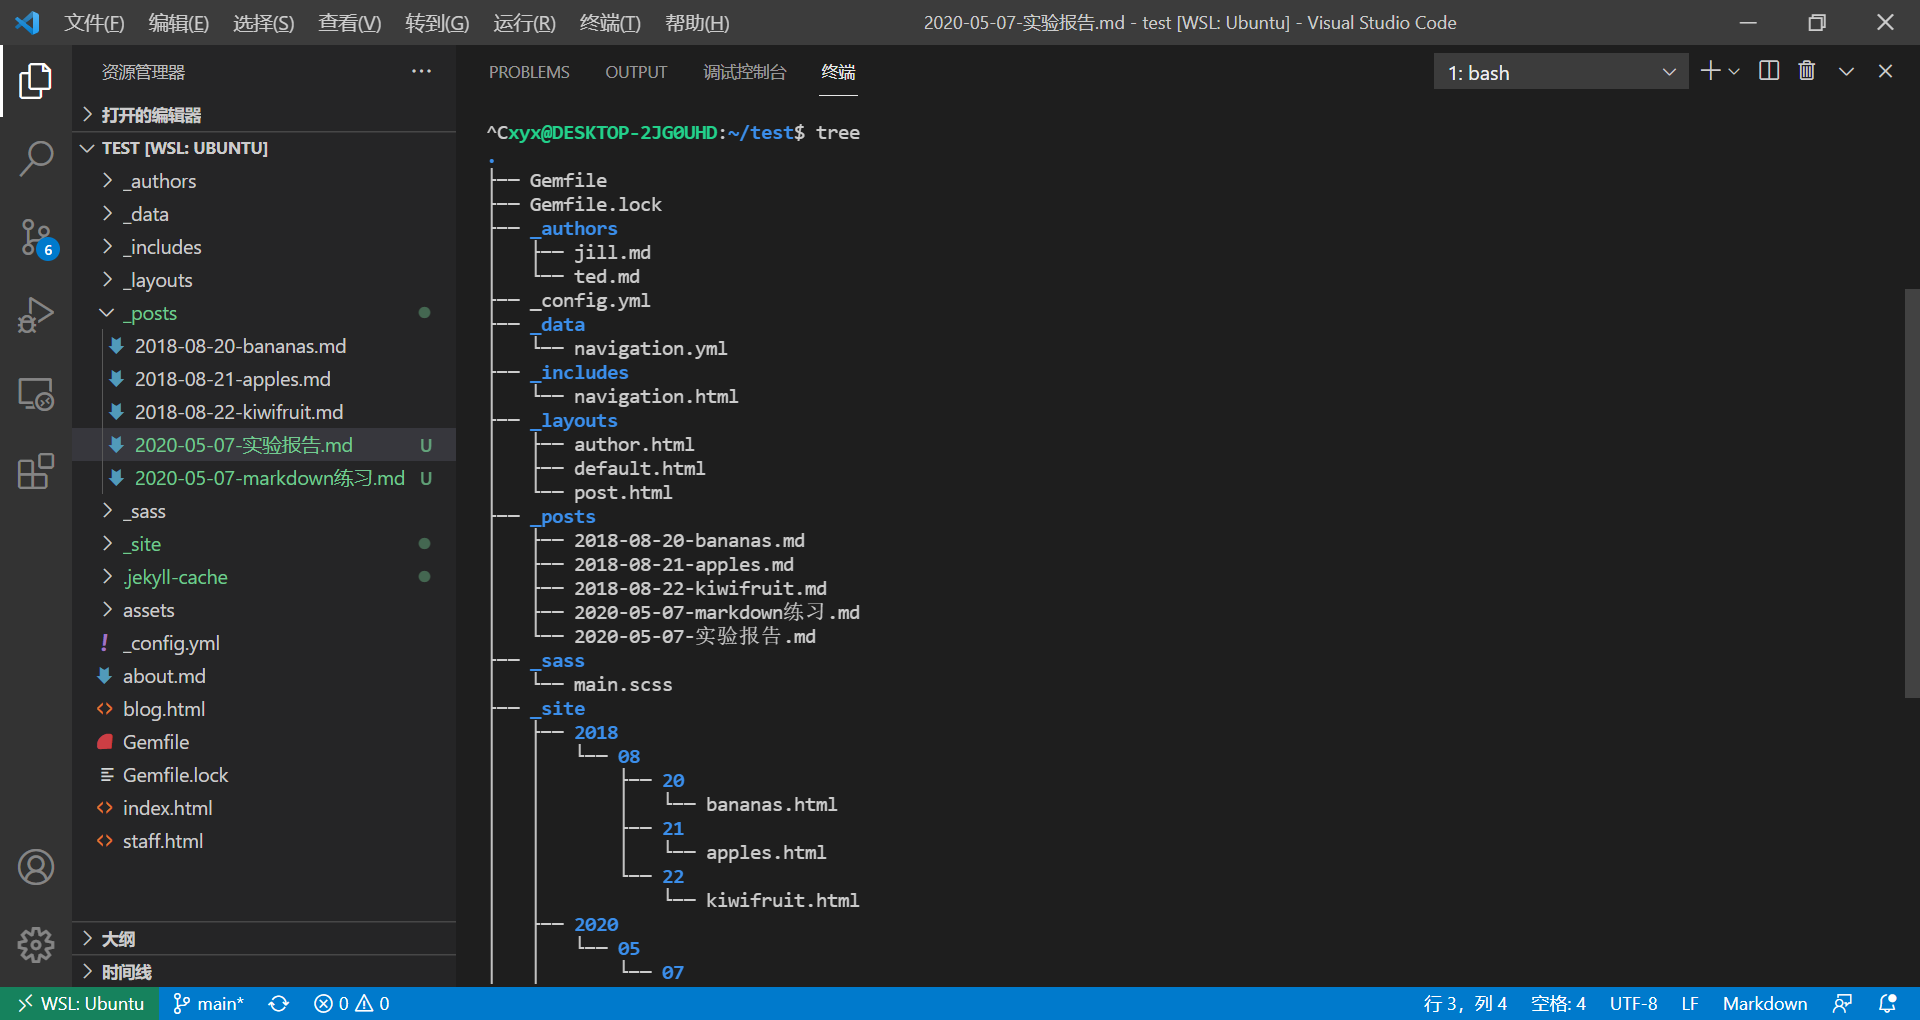 文件(F) 编辑(E) 选择(S) 查看(V) 转到(G) 运行(R) 终端(T) 帮助(H) 2020-05-07-实验报告.md - test [WSL: Ubuntu] - Visual Studio Code
资源管理器
打开的编辑器
TEST [WSL: UBUNTU]
_authors
_data
_includes
_layouts
_posts
2018-08-20-bananas.md
2018-08-21-apples.md
2018-08-22-kiwifruit.md
2020-05-07-实验报告.md U
2020-05-07-markdown练习.md U
_sass
_site
.jekyll-cache
assets
_config.yml
about.md
blog.html
Gemfile
Gemfile.lock
index.html
staff.html
大纲
时间线
6
PROBLEMS OUTPUT 调试控制台 终端 1: bash
^Cxyx@DESKTOP-2JG0UHD:~/test$ tree
.
├── Gemfile
├── Gemfile.lock
├── _authors
│   ├── jill.md
│   └── ted.md
├── _config.yml
├── _data
│   └── navigation.yml
├── _includes
│   └── navigation.html
├── _layouts
│   ├── author.html
│   ├── default.html
│   └── post.html
├── _posts
│   ├── 2018-08-20-bananas.md
│   ├── 2018-08-21-apples.md
│   ├── 2018-08-22-kiwifruit.md
│   ├── 2020-05-07-markdown练习.md
│   └── 2020-05-07-实验报告.md
├── _sass
│   └── main.scss
├── _site
│   ├── 2018
│   │   └── 08
│   │       ├── 20
│   │       │   └── bananas.html
│   │       ├── 21
│   │       │   └── apples.html
│   │       └── 22
│   │           └── kiwifruit.html
│   ├── 2020
│   │   └── 05
│   │       └── 07
WSL: Ubuntu main* 0 0 行 3，列 4 空格: 4 UTF-8 LF Markdown